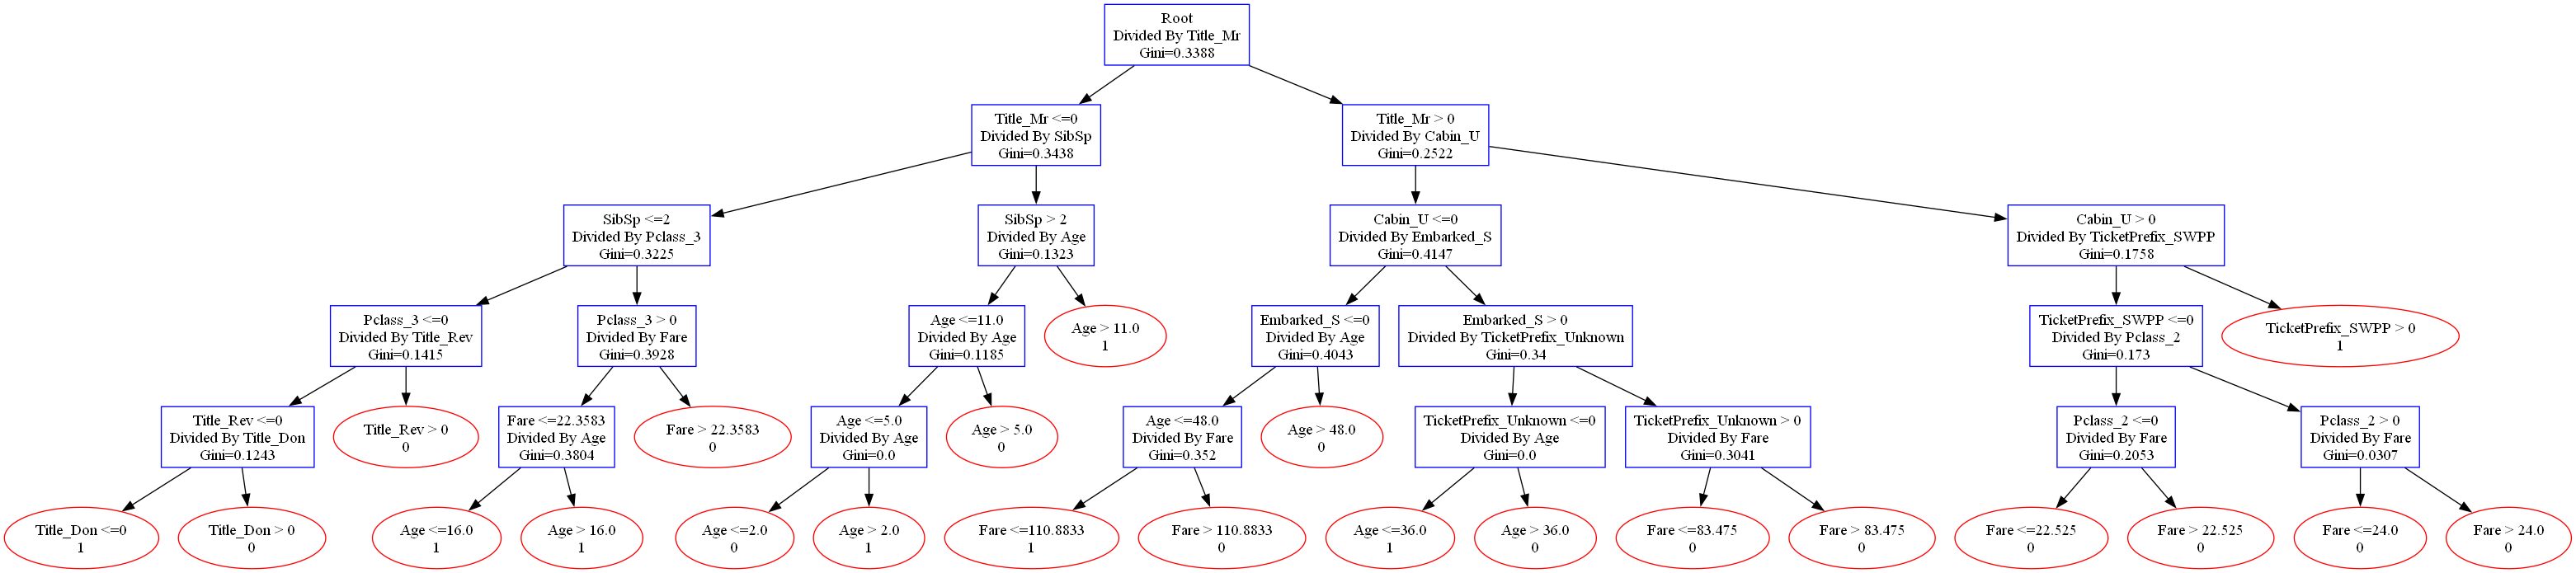 Root
Divided By Title_Mr
Gini=0.3388
Title_Mr <=0
Divided By SibSp
Gini=0.3438
Title_Mr > 0
Divided By Cabin_U
Gini=0.2522
SibSp <=2
Divided By Pclass_3
Gini=0.3225
SibSp > 2
Divided By Age
Gini=0.1323
Cabin_U <=0
Divided By Embarked_S
Gini=0.4147
Cabin_U > 0
Divided By TicketPrefix_SWPP
Gini=0.1758
Pclass_3 <=0
Divided By Title_Rev
Gini=0.1415
Pclass_3 > 0
Divided By Fare
Gini=0.3928
Age <=11.0
Divided By Age
Gini=0.1185
Age > 11.0
1
Embarked_S <=0
Divided By Age
Gini=0.4043
Embarked_S > 0
Divided By TicketPrefix_Unknown
Gini=0.34
TicketPrefix_SWPP <=0
Divided By Pclass_2
Gini=0.173
TicketPrefix_SWPP > 0
1
Title_Rev <=0
Divided By Title_Don
Gini=0.1243
Title_Rev > 0
0
Fare <=22.3583
Divided By Age
Gini=0.3804
Fare > 22.3583
0
Age <=5.0
Divided By Age
Gini=0.0
Age > 5.0
0
Age <=48.0
Divided By Fare
Gini=0.352
Age > 48.0
0
TicketPrefix_Unknown <=0
Divided By Age
Gini=0.0
TicketPrefix_Unknown > 0
Divided By Fare
Gini=0.3041
Pclass_2 <=0
Divided By Fare
Gini=0.2053
Pclass_2 > 0
Divided By Fare
Gini=0.0307
Title_Don <=0
1
Title_Don > 0
0
Age <=16.0
1
Age > 16.0
1
Age <=2.0
0
Age > 2.0
1
Fare <=110.8833
1
Fare > 110.8833
0
Age <=36.0
1
Age > 36.0
0
Fare <=83.475
0
Fare > 83.475
0
Fare <=22.525
0
Fare > 22.525
0
Fare <=24.0
0
Fare > 24.0
0